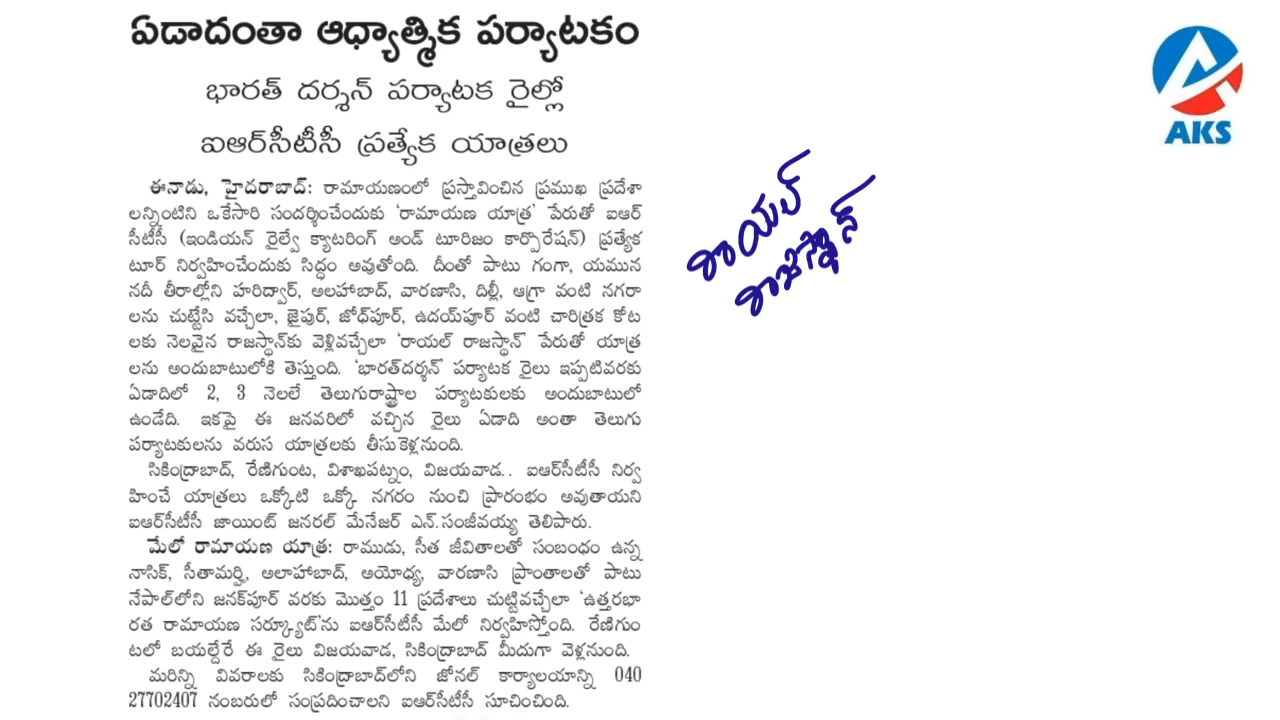 ఏడాదంతా ఆధ్యాత్మిక పర్యాటకం
భారత్ దర్శన్ పర్యాటక రైల్లో
ఐఆర్‌సీటీసీ ప్రత్యేక యాత్రలు
ఈనాడు, హైదరాబాద్: రామాయణంలో ప్రస్తావించిన ప్రముఖ ప్రదేశా
లన్నింటిని ఒకేసారి సందర్శించేందుకు ‘రామాయణ యాత్ర’ పేరుతో ఐఆర్
సీటీసీ (ఇండియన్ రైల్వే క్యాటరింగ్ అండ్ టూరిజం కార్పొరేషన్) ప్రత్యేక
టూర్ నిర్వహించేందుకు సిద్ధం అవుతోంది. దీంతో పాటు గంగా, యమున
నదీ తీరాల్లోని హరిద్వార్, అలహాబాద్, వారణాసి, దిల్లీ, ఆగ్రా వంటి నగరా
లను చుట్టేసి వచ్చేలా, జైపుర్, జోధ్‌పూర్, ఉదయ్‌పూర్ వంటి చారిత్రక కోట
లకు నెలవైన రాజస్థాన్‌కు వెళ్లివచ్చేలా ‘రాయల్ రాజస్థాన్’ పేరుతో యాత్ర
లను అందుబాటులోకి తెస్తుంది. ‘భారత్‌దర్శన్’ పర్యాటక రైలు ఇప్పటివరకు
ఏడాదిలో 2, 3 నెలలే తెలుగురాష్ట్రాల పర్యాటకులకు అందుబాటులో
ఉండేది. ఇకపై ఈ జనవరిలో వచ్చిన రైలు ఏడాది అంతా తెలుగు
పర్యాటకులను వరుస యాత్రలకు తీసుకెళ్లనుంది.
సికింద్రాబాద్, రేణిగుంట, విశాఖపట్నం, విజయవాడ.. ఐఆర్‌సీటీసీ నిర్వ
హించే యాత్రలు ఒక్కోటి ఒక్కో నగరం నుంచి ప్రారంభం అవుతాయని
ఐఆర్‌సీటీసీ జాయింట్ జనరల్ మేనేజర్ ఎన్.సంజీవయ్య తెలిపారు.
మేలో రామాయణ యాత్ర: రాముడు, సీత జీవితాలతో సంబంధం ఉన్న
నాసిక్, సీతామర్హి, అలాహాబాద్, అయోధ్య, వారణాసి ప్రాంతాలతో పాటు
నేపాల్‌లోని జనక్‌పూర్ వరకు మొత్తం 11 ప్రదేశాలు చుట్టివచ్చేలా ‘ఉత్తరభా
రత రామాయణ సర్క్యూట్’ను ఐఆర్‌సీటీసీ మేలో నిర్వహిస్తోంది. రేణిగుం
టలో బయల్దేరే ఈ రైలు విజయవాడ, సికింద్రాబాద్ మీదుగా వెళ్లనుంది.
మరిన్ని వివరాలకు సికింద్రాబాద్‌లోని జోనల్ కార్యాలయాన్ని 040
27702407 నంబరులో సంప్రదించాలని ఐఆర్‌సీటీసీ సూచించింది.
రాయల్
రాజస్థాన్
AKS